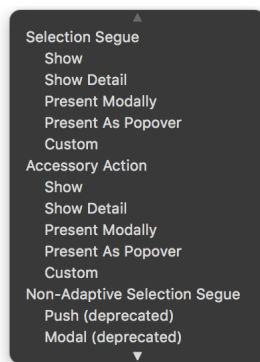 Selection Segue
Show
Show Detail
Present Modally
Present As Popover
Custom
Accessory Action
Show
Show Detail
Present Modally
Present As Popover
Custom
Non-Adaptive Selection Segue
Push (deprecated)
Modal (deprecated)